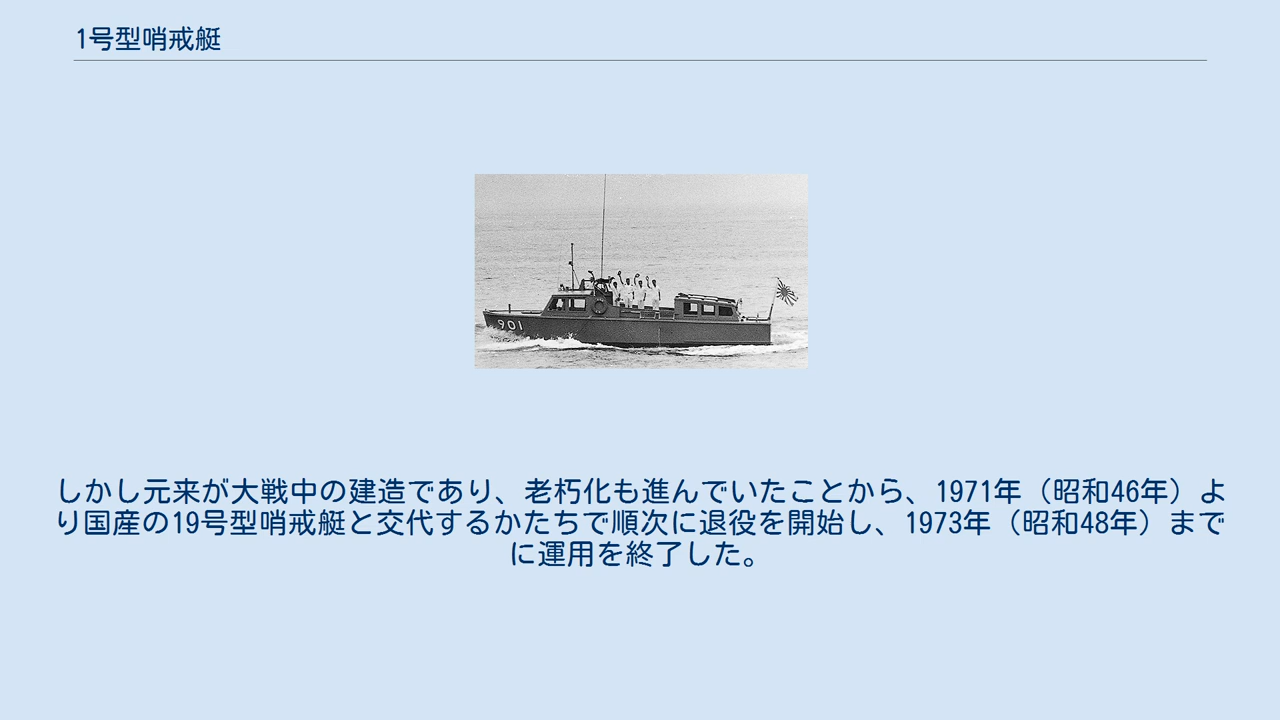 1号型哨戒艇
901
しかし元来が大戦中の建造であり、老朽化も進んでいたことから、1971年（昭和46年）よ
り国産の19号型哨戒艇と交代するかたちで順次に退役を開始し、1973年（昭和48年）まで
に運用を終了した。